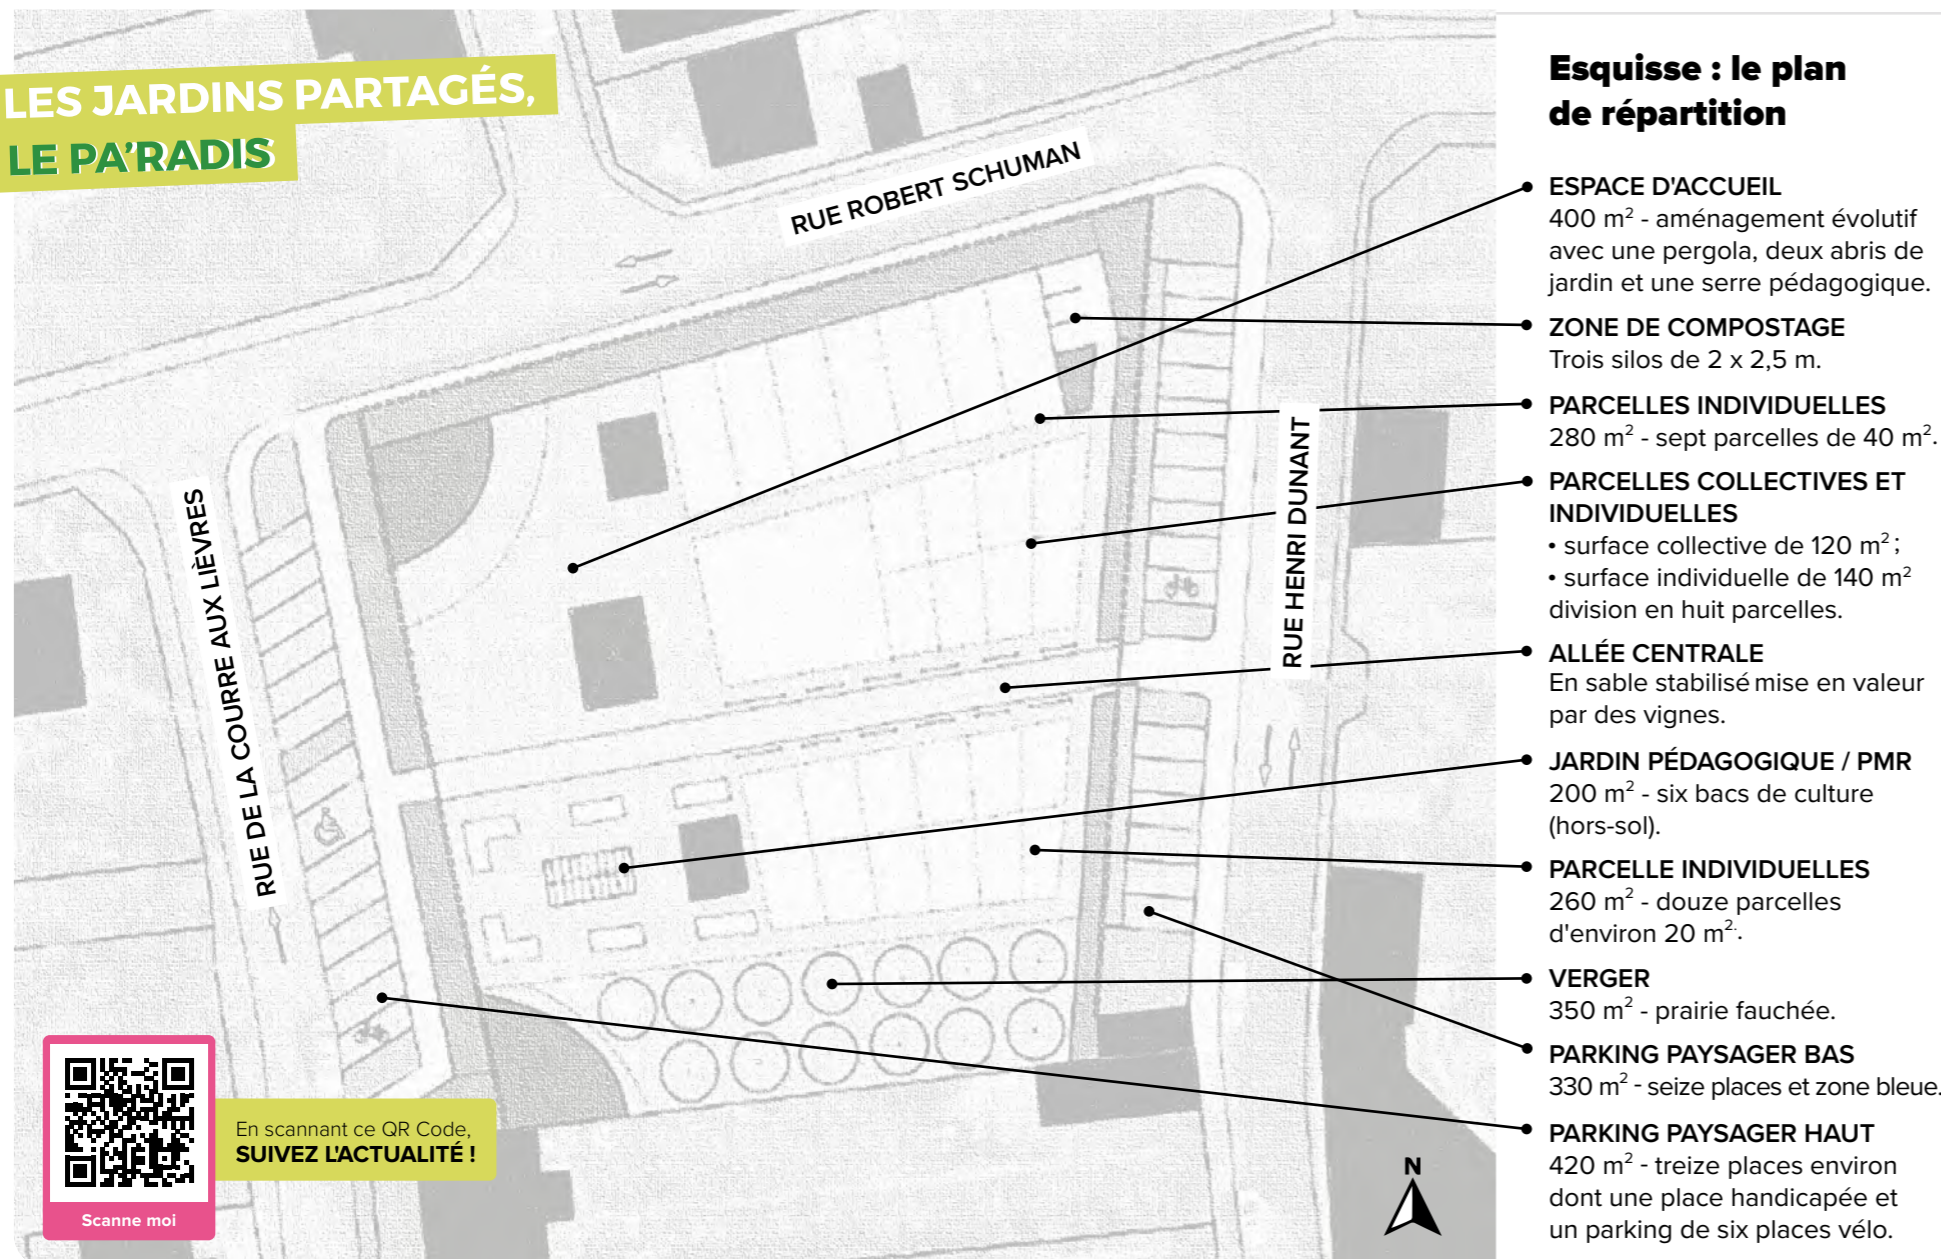 LES JARDINS PARTAGÉS,
LE PA'RADIS
RUE ROBERT SCHUMAN
RUE DE LA COURRE AUX LIÈVRES
RUE HENRI DUNANT
Esquisse : le plan
de répartition
ESPACE D'ACCUEIL
400 m² - aménagement évolutif
avec une pergola, deux abris de
jardin et une serre pédagogique.
ZONE DE COMPOSTAGE
Trois silos de 2 x 2,5 m.
PARCELLES INDIVIDUELLES
280 m² - sept parcelles de 40 m².
PARCELLES COLLECTIVES ET
INDIVIDUELLES
• surface collective de 120 m² ;
• surface individuelle de 140 m²
division en huit parcelles.
ALLÉE CENTRALE
En sable stabilisé mise en valeur
par des vignes.
JARDIN PÉDAGOGIQUE / PMR
200 m² - six bacs de culture
(hors-sol).
PARCELLE INDIVIDUELLES
260 m² - douze parcelles
d'environ 20 m².
VERGER
350 m² - prairie fauchée.
PARKING PAYSAGER BAS
330 m² - seize places et zone bleue.
PARKING PAYSAGER HAUT
420 m² - treize places environ
dont une place handicapée et
un parking de six places vélo.
En scannant ce QR Code,
SUIVEZ L'ACTUALITÉ !
Scanne moi
N